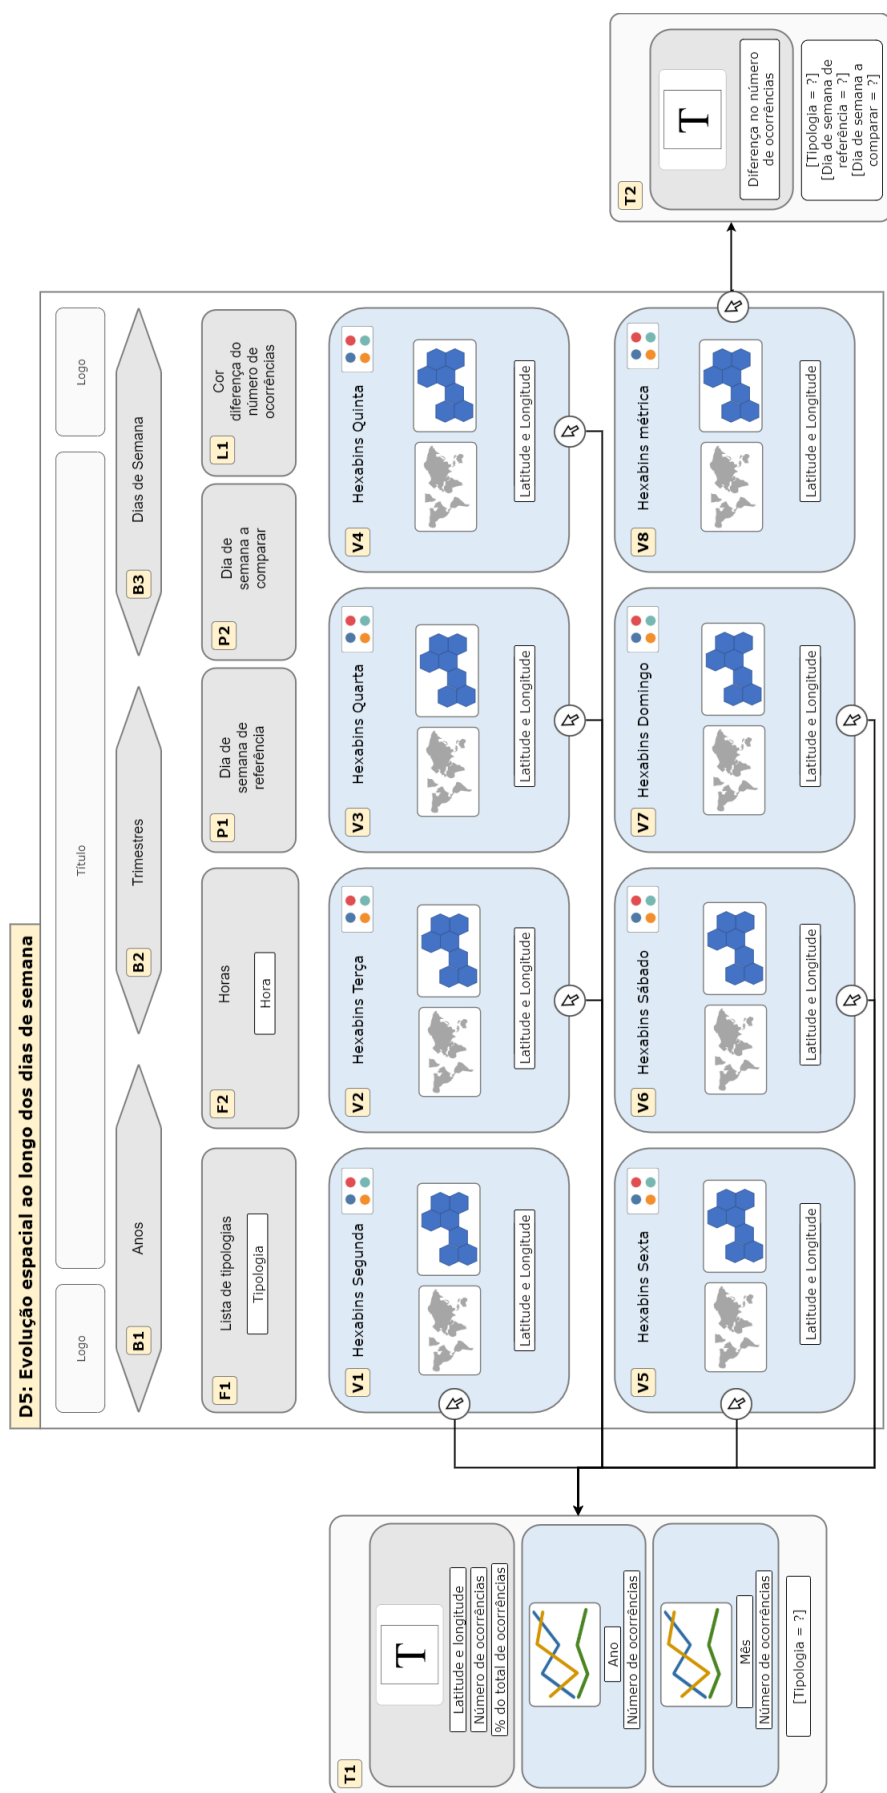 D5: Evolução espacial ao longo dos dias de semana
Logo
Título
Logo
B1
Anos
B2
Trimestres
B3
Dias de Semana
F1
Lista de tipologias
Tipologia
F2
Horas
Hora
P1
Dia de
semana de
referência
P2
Dia de
semana a
comparar
L1
Cor
diferença do
número de
ocorrências
V1
Hexabins Segunda
Latitude e Longitude
V2
Hexabins Terça
Latitude e Longitude
V3
Hexabins Quarta
Latitude e Longitude
V4
Hexabins Quinta
Latitude e Longitude
V5
Hexabins Sexta
Latitude e Longitude
V6
Hexabins Sábado
Latitude e Longitude
V7
Hexabins Domingo
Latitude e Longitude
V8
Hexabins métrica
Latitude e Longitude
T1
T
Latitude e longitude
Número de ocorrências
% do total de ocorrências
Ano
Número de ocorrências
Mês
Número de ocorrências
[Tipologia = ?]
T2
T
Diferença no número
de ocorrências
[Tipologia = ?]
[Dia de semana de
referência = ?]
[Dia de semana a
comparar = ?]